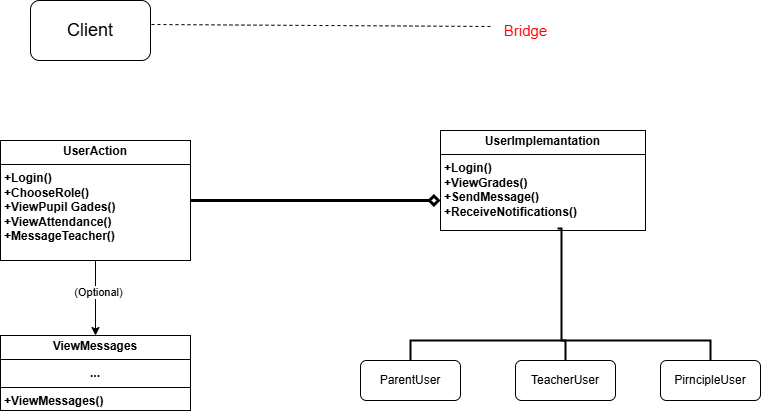 Client
Bridge
UserAction
+Login()
+ChooseRole()
+ViewPupil Gades()
+ViewAttendance()
+MessageTeacher()
UserImplemantation
+Login()
+ViewGrades()
+SendMessage()
+ReceiveNotifications()
(Optional)
ViewMessages
...
+ViewMessages()
ParentUser
TeacherUser
PirncipleUser